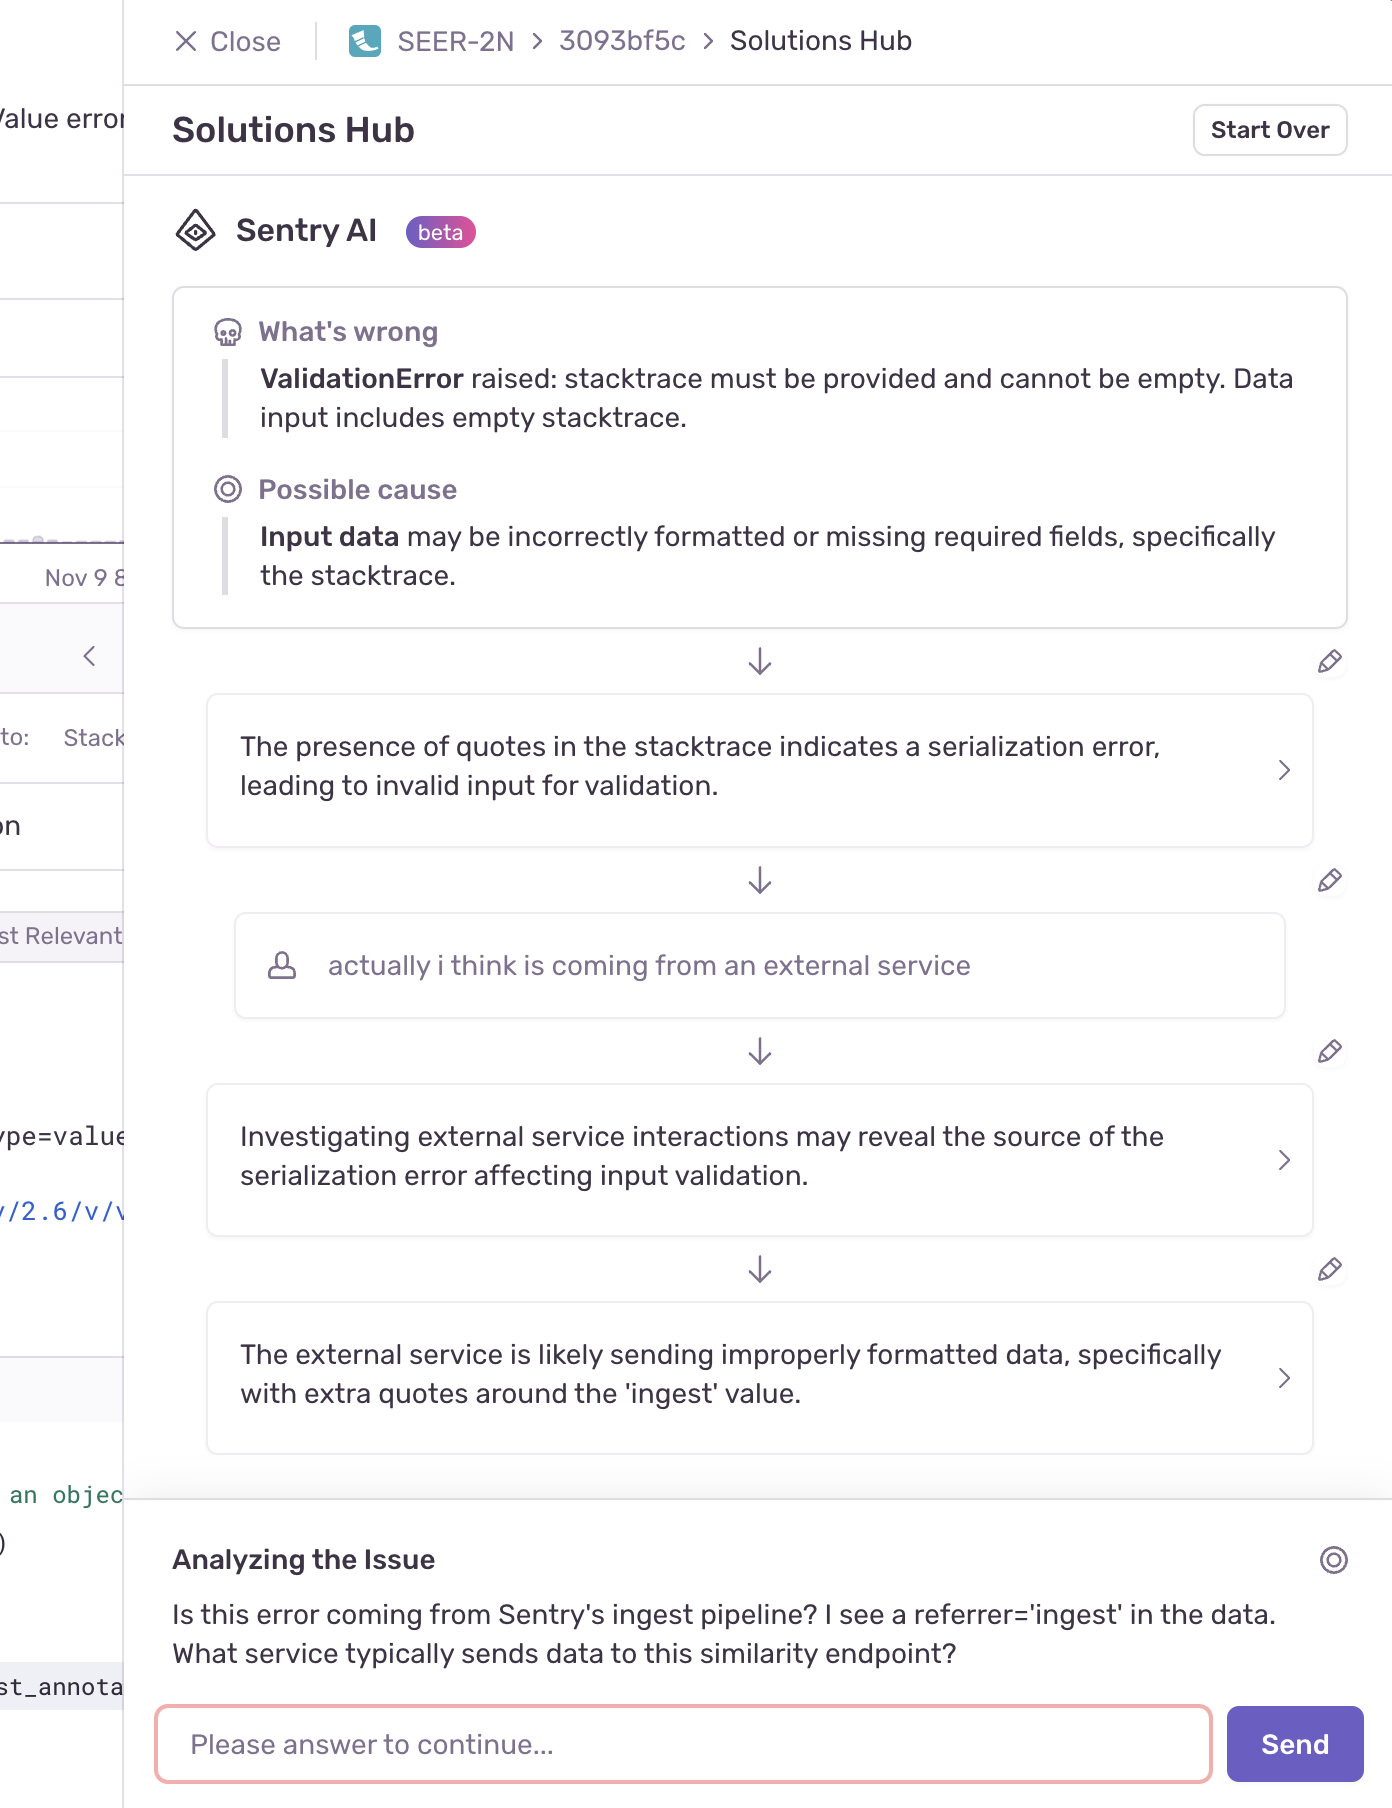 Close
SEER-2N > 3093bf5c > Solutions Hub
Value error
Solutions Hub
Start Over
Sentry AI
beta
What's wrong
ValidationError raised: stacktrace must be provided and cannot be empty. Data
input includes empty stacktrace.
Possible cause
Input data may be incorrectly formatted or missing required fields, specifically
the stacktrace.
Nov 9 8
to:
Stack
The presence of quotes in the stacktrace indicates a serialization error,
leading to invalid input for validation.
on
st Relevant
actually i think is coming from an external service
ype=value
Investigating external service interactions may reveal the source of the
serialization error affecting input validation.
/2.6/v/v
The external service is likely sending improperly formatted data, specifically
with extra quotes around the 'ingest' value.
an objec
)
Analyzing the Issue
Is this error coming from Sentry's ingest pipeline? I see a referrer='ingest' in the data.
What service typically sends data to this similarity endpoint?
st_annota
Please answer to continue...
Send